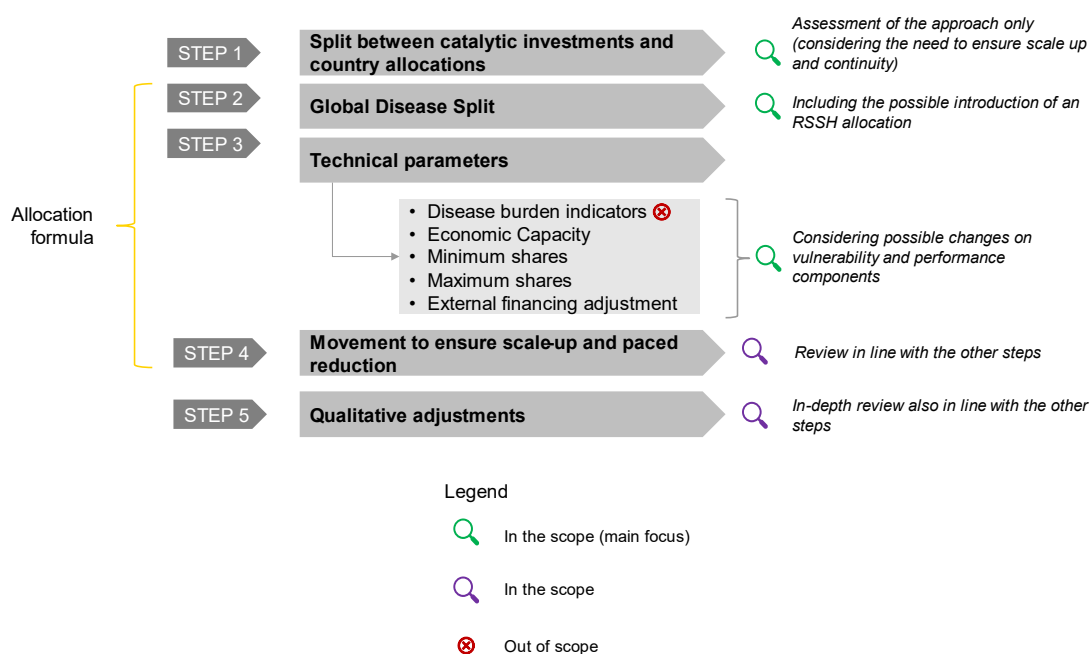 STEP 1
Split between catalytic investments and
country allocations
Assessment of the approach only
(considering the need to ensure scale up
and continuity)
STEP 2
Global Disease Split
Including the possible introduction of an
RSSH allocation
STEP 3
Technical parameters
Allocation
formula
• Disease burden indicators
• Economic Capacity
• Minimum shares
• Maximum shares
• External financing adjustment
Considering possible changes on
vulnerability and performance
components
STEP 4
Movement to ensure scale-up and paced
reduction
Review in line with the other steps
STEP 5
Qualitative adjustments
In-depth review also in line with the other
steps
Legend
In the scope (main focus)
In the scope
Out of scope